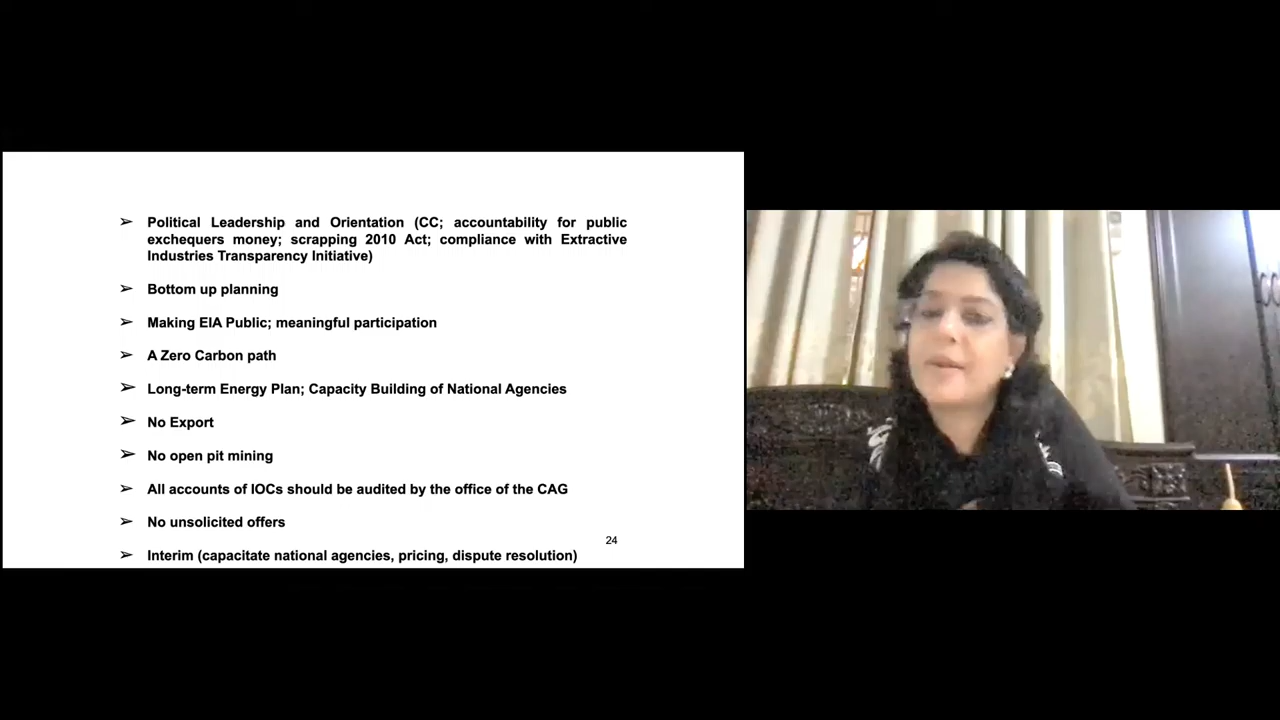 ➢ Political Leadership and Orientation (CC; accountability for public
exchequers money; scrapping 2010 Act; compliance with Extractive
Industries Transparency Initiative)
➢ Bottom up planning
➢ Making EIA Public; meaningful participation
➢ A Zero Carbon path
➢ Long-term Energy Plan; Capacity Building of National Agencies
➢ No Export
➢ No open pit mining
➢ All accounts of IOCs should be audited by the office of the CAG
➢ No unsolicited offers
24
➢ Interim (capacitate national agencies, pricing, dispute resolution)